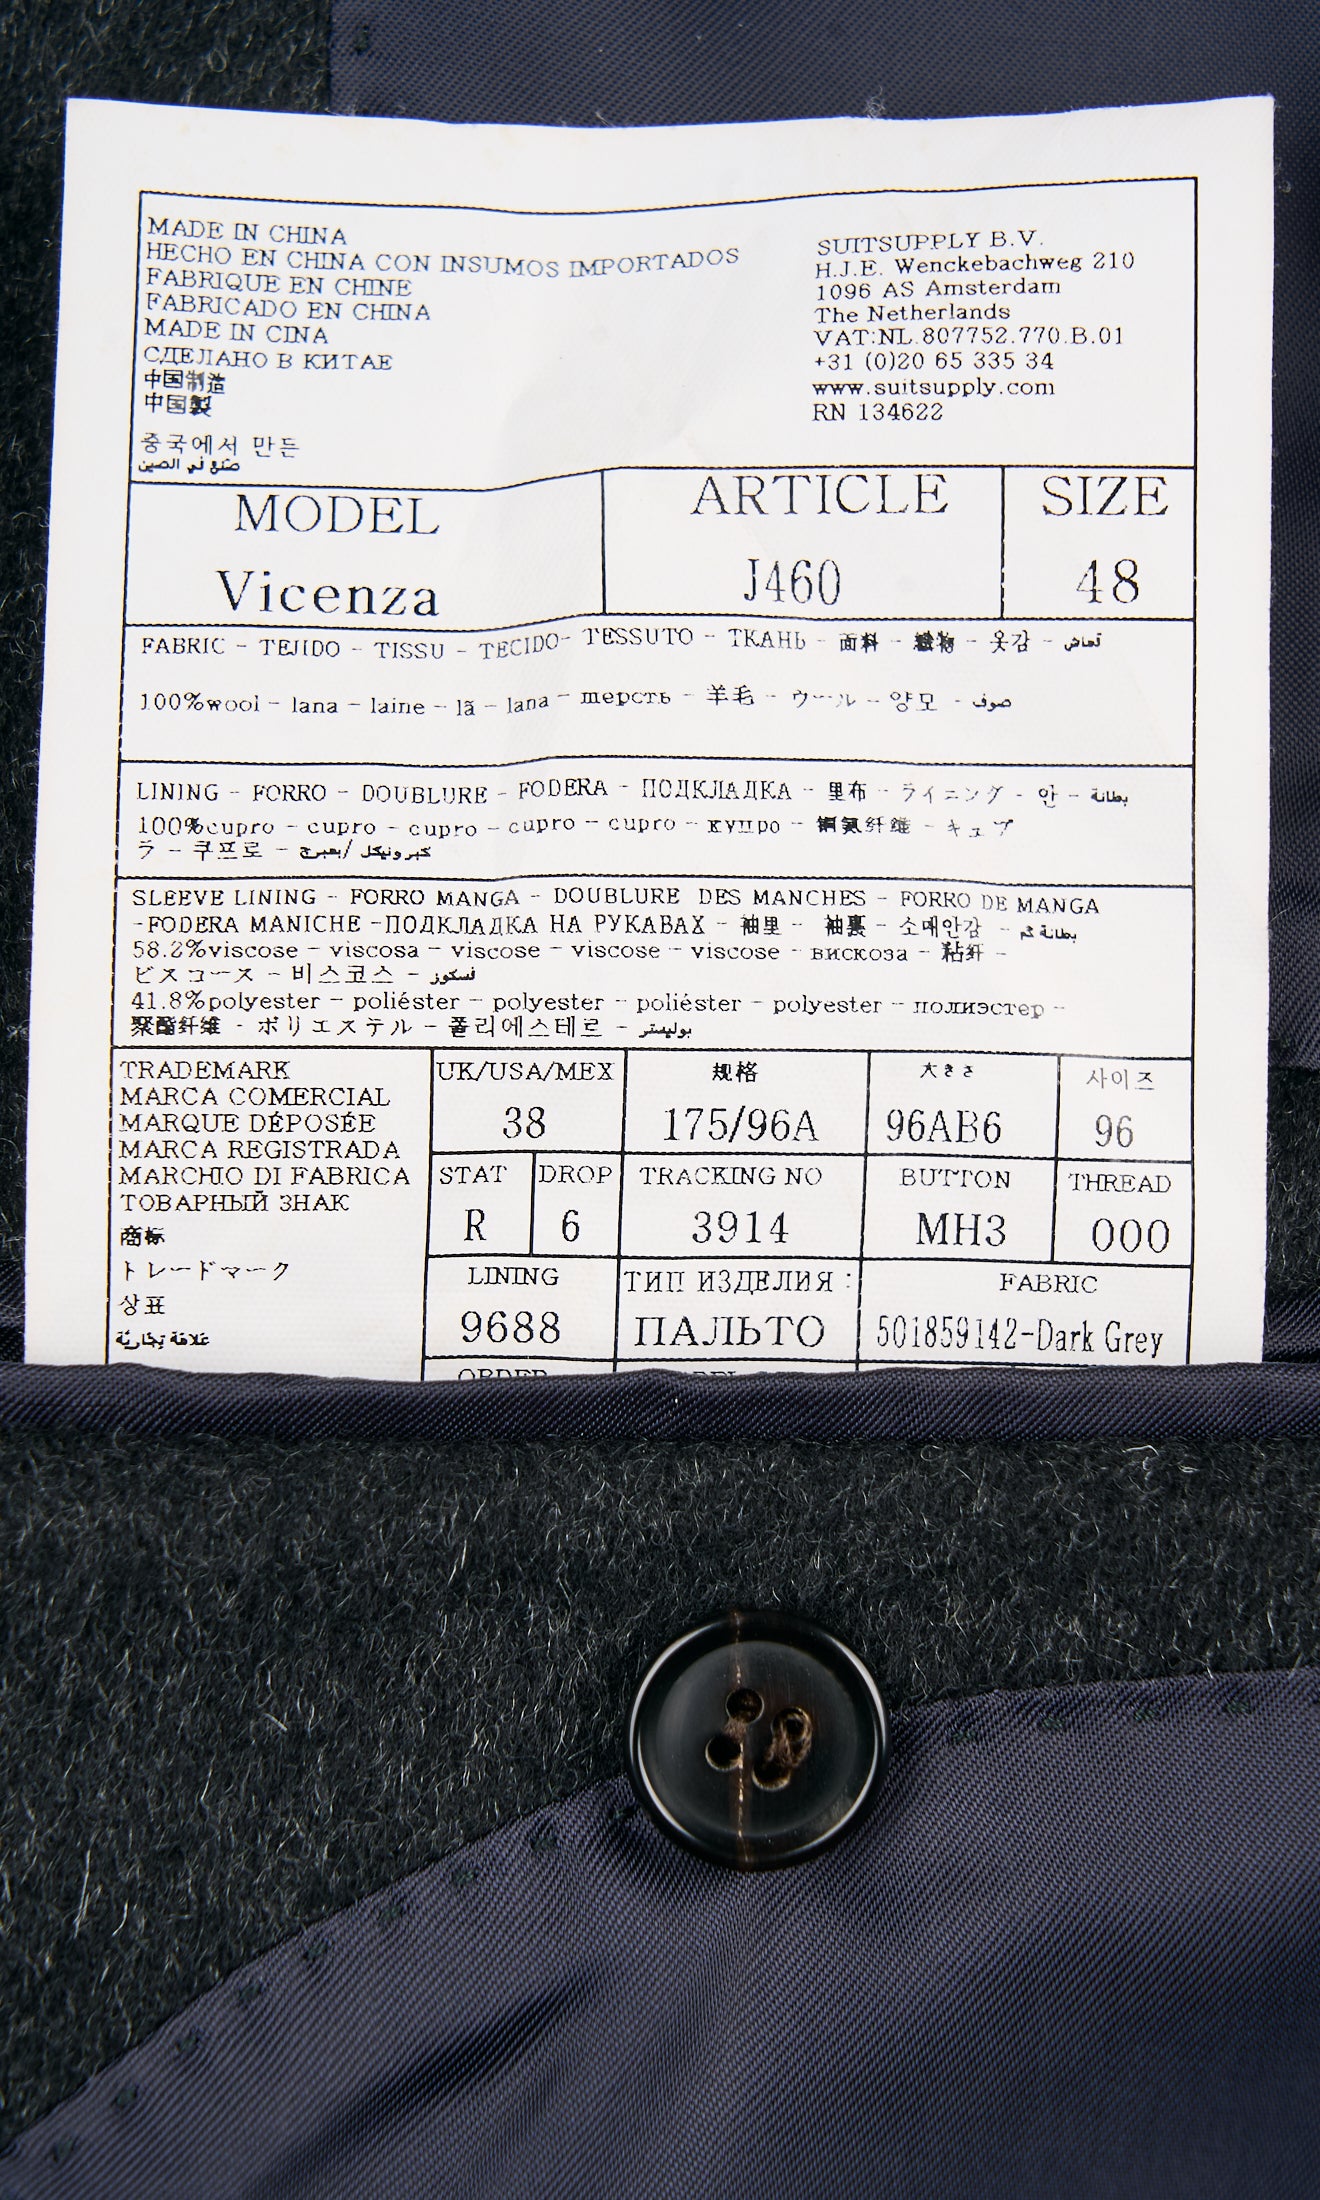 MADE IN CHINA
HECHO EN CHINA CON INSUMOS IMPORTADOS
FABRIQUE EN CHINE
FABRICADO EN CHINA
MADE IN CINA
СДЕЛАНО В КИТАЕ
中国制造
中国製
중국에서 만든
صنع في الصين
SUITSUPPLY B.V.
H.J.E. Wenckebachweg 210
1096 AS Amsterdam
The Netherlands
VAT:NL.807752.770.B.01
+31 (0)20 65 335 34
www.suitsupply.com
RN 134622
MODEL
Vicenza
ARTICLE
J460
SIZE
48
FABRIC - TEJIDO - TISSU - TECIDO- TESSUTO - ТКАНЬ - 面料 - 織物 - 옷감 - قماش
100%wool - lana - laine - lã - lana - шерсть - 羊毛 - ウール - 양모 - صوف
LINING - FORRO - DOUBLURE - FODERA - ПОДКЛАДКА - 里布 - ライニング - 안 - بطانة
100%cupro - cupro - cupro - cupro - cupro - купро - 铜氨纤维 - キュプ
ラ - 쿠프로 - كبرونيكل /
SLEEVE LINING - FORRO MANGA - DOUBLURE DES MANCHES - FORRO DE MANGA
-FODERA MANICHE -ПОДКЛАДКА НА РУКАВАХ - 袖里 - 袖裏 - 소매안감 - بطانة كم
58.2%viscose - viscosa - viscose - viscose - viscose - вискоза - 粘纤 -
ビスコース - 비스코스 - فسكوز
41.8%polyester - poliéster - polyester - poliéster - polyester - полиэстер -
聚酯纤维 - ポリエステル - 폴리에스테르 - بوليستر
TRADEMARK
MARCA COMERCIAL
MARQUE DÉPOSÉE
MARCA REGISTRADA
MARCHIO DI FABRICA
ТОВАРНЫЙ ЗНАК
商标
トレードマーク
상표
علامة تجارية
UK/USA/MEX
38
规格
175/96A
大きさ
96AB6
사이즈
96
STAT
R
DROP
6
TRACKING NO
3914
BUTTON
MH3
THREAD
000
LINING
9688
ТИП ИЗДЕЛИЯ :
ПАЛЬТО
FABRIC
501859142-Dark Grey
ORDER